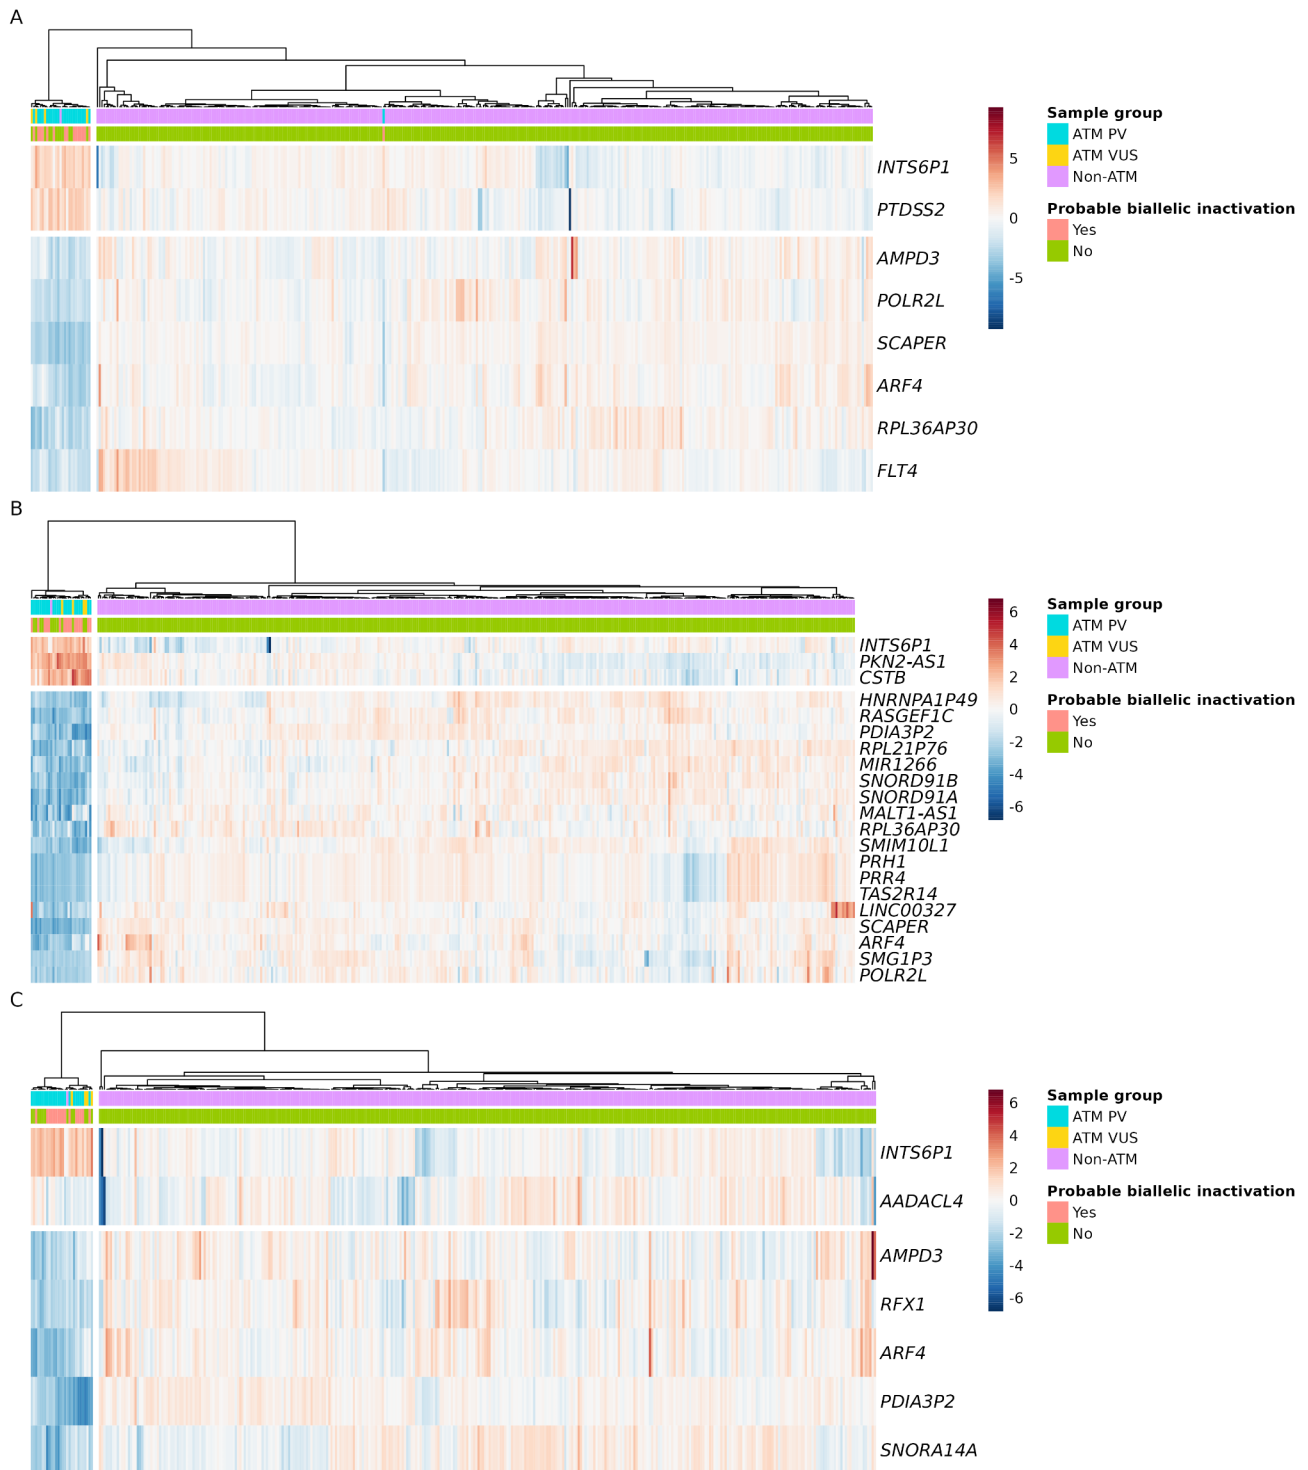 A
Sample group
ATM PV
ATM VUS
Non-ATM
Probable biallelic inactivation
Yes
No
5
0
-5
INTS6P1
PTDSS2
AMPD3
POLR2L
SCAPER
ARF4
RPL36AP30
FLT4
B
Sample group
ATM PV
ATM VUS
Non-ATM
Probable biallelic inactivation
Yes
No
6
4
2
0
-2
-4
-6
INTS6P1
PKN2-AS1
CSTB
HNRNPA1P49
RASGEF1C
PDIA3P2
RPL21P76
MIR1266
SNORD91B
SNORD91A
MALT1-AS1
RPL36AP30
SMIM10L1
PRH1
PRR4
TAS2R14
LINC00327
SCAPER
ARF4
SMG1P3
POLR2L
C
Sample group
ATM PV
ATM VUS
Non-ATM
Probable biallelic inactivation
Yes
No
6
4
2
0
-2
-4
-6
INTS6P1
AADACL4
AMPD3
RFX1
ARF4
PDIA3P2
SNORA14A